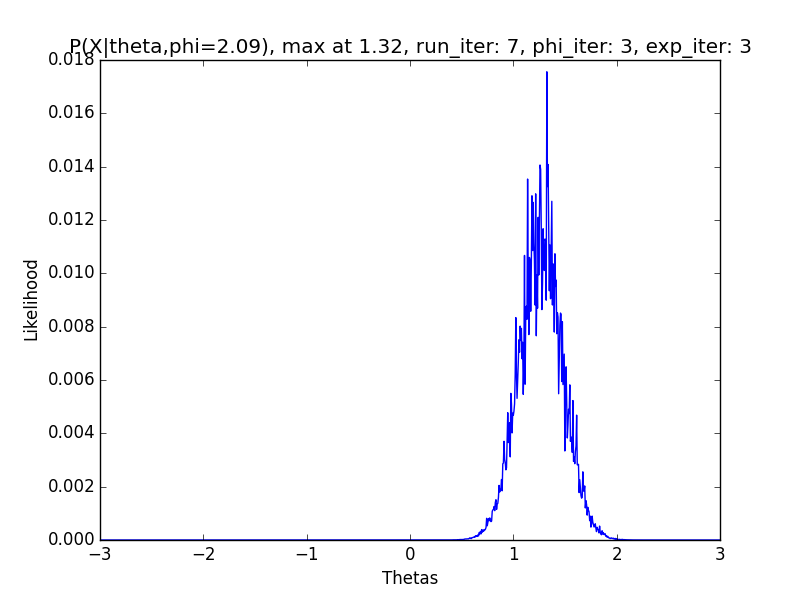 P(X|theta,phi=2.09), max at 1.32, run_iter: 7, phi_iter: 3, exp_iter: 3
0.018
0.016
0.014
0.012
0.010
0.008
0.006
0.004
0.002
0.000
Likelihood
−3 −2 −1 0 1 2 3
Thetas